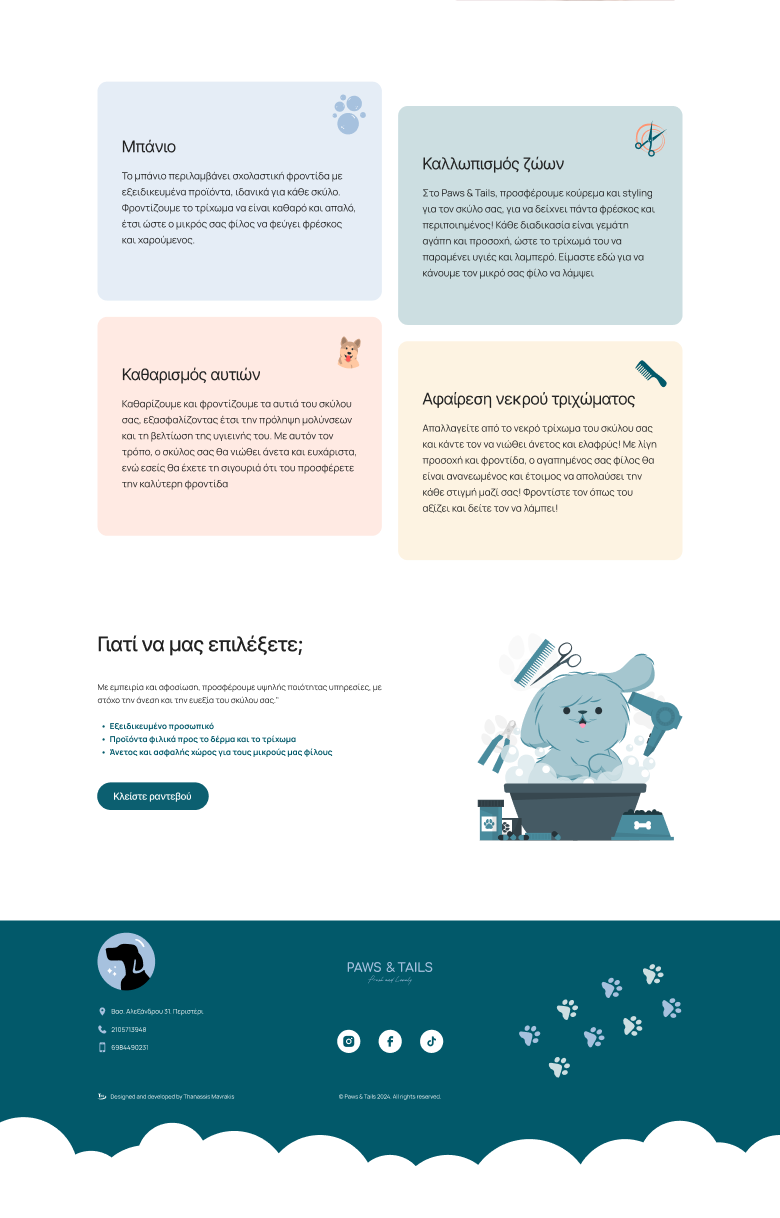 Μπάνιο
Το μπάνιο περιλαμβάνει σχολαστική φροντίδα με
εξειδικευμένα προϊόντα, ιδανικά για κάθε σκύλο.
Φροντίζουμε το τρίχωμα να είναι καθαρό και απαλό,
έτσι ώστε ο μικρός σας φίλος να φεύγει φρέσκος
και χαρούμενος.
Καλλωπισμός ζώων
Στο Paws & Tails, προσφέρουμε κούρεμα και styling
για τον σκύλο σας, για να δείχνει πάντα φρέσκος και
περιποιημένος! Κάθε διαδικασία είναι γεμάτη
αγάπη και προσοχή, ώστε το τρίχωμά του να
παραμένει υγιές και λαμπερό. Είμαστε εδώ για να
κάνουμε τον μικρό σας φίλο να λάμψει
Καθαρισμός αυτιών
Καθαρίζουμε και φροντίζουμε τα αυτιά του σκύλου
σας, εξασφαλίζοντας έτσι την πρόληψη μολύνσεων
και τη βελτίωση της υγιεινής του. Με αυτόν τον
τρόπο, ο σκύλος σας θα νιώθει άνετα και ευχάριστα,
ενώ εσείς θα έχετε τη σιγουριά ότι του προσφέρετε
την καλύτερη φροντίδα
Αφαίρεση νεκρού τριχώματος
Απαλλαγείτε από το νεκρό τρίχωμα του σκύλου σας
και κάντε τον να νιώθει άνετος και ελαφρύς! Με λίγη
προσοχή και φροντίδα, ο αγαπημένος σας φίλος θα
είναι ανανεωμένος και έτοιμος να απολαύσει την
κάθε στιγμή μαζί σας! Φροντίστε τον όπως του
αξίζει και δείτε τον να λάμπει!
Γιατί να μας επιλέξετε;
Με εμπειρία και αφοσίωση, προσφέρουμε υψηλής ποιότητας υπηρεσίες, με
στόχο την άνεση και την ευεξία του σκύλου σας."
• Εξειδικευμένο προσωπικό
• Προϊόντα φιλικά προς το δέρμα και το τρίχωμα
• Άνετος και ασφαλής χώρος για τους μικρούς μας φίλους
Κλείστε ραντεβού
PAWS & TAILS
Βασ. Αλεξάνδρου 31, Περιστέρι
2105713948
6984490231
Designed and developed by Thanassis Mavrakis
© Paws & Tails 2024. All rights reserved.